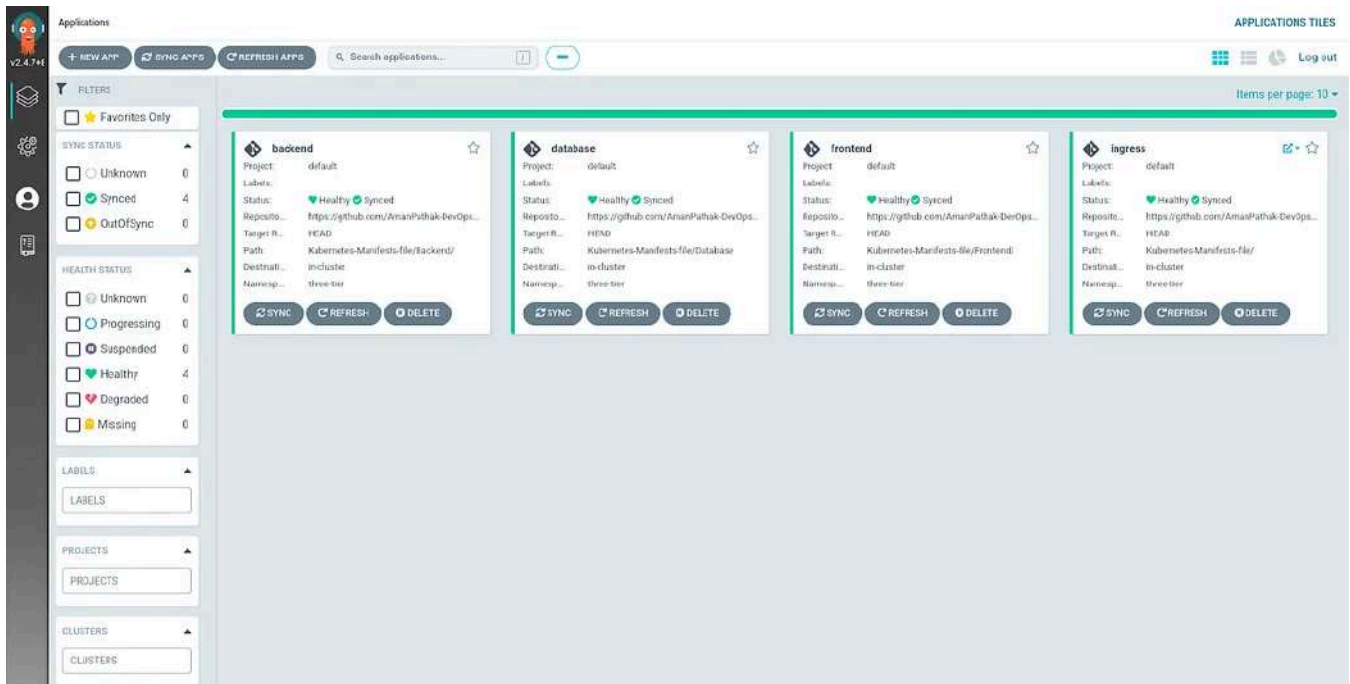 Applications
APPLICATIONS TILES
v2.4.7+
+ NEW APP
SYNC APPS
REFRESH APPS
Search applications...
/
Log out
FILTERS
Items per page: 10
Favorites Only
SYNC STATUS
Unknown 0
Synced 4
OutOfSync 0
HEALTH STATUS
Unknown 0
Progressing 0
Suspended 0
Healthy 4
Degraded 0
Missing 0
LABELS
LABELS
PROJECTS
PROJECTS
CLUSTERS
CLUSTERS
backend
Project: default
Labels:
Status: Healthy Synced
Reposito... https://github.com/AmanPathak-DevOps...
Target R... HEAD
Path: Kubernetes-Manifests-file/Backend/
Destinati... in-cluster
Namesp... three-tier
SYNC REFRESH DELETE
database
Project: default
Labels:
Status: Healthy Synced
Reposito... https://github.com/AmanPathak-DevOps...
Target R... HEAD
Path: Kubernetes-Manifests-file/Database
Destinati... in-cluster
Namesp... three-tier
SYNC REFRESH DELETE
frontend
Project: default
Labels:
Status: Healthy Synced
Reposito... https://github.com/AmanPathak-DevOps...
Target R... HEAD
Path: Kubernetes-Manifests-file/Frontend/
Destinati... in-cluster
Namesp... three-tier
SYNC REFRESH DELETE
ingress
Project: default
Labels:
Status: Healthy Synced
Reposito... https://github.com/AmanPathak-DevOps...
Target R... HEAD
Path: Kubernetes-Manifests-file/
Destinati... in-cluster
Namesp... three-tier
SYNC REFRESH DELETE